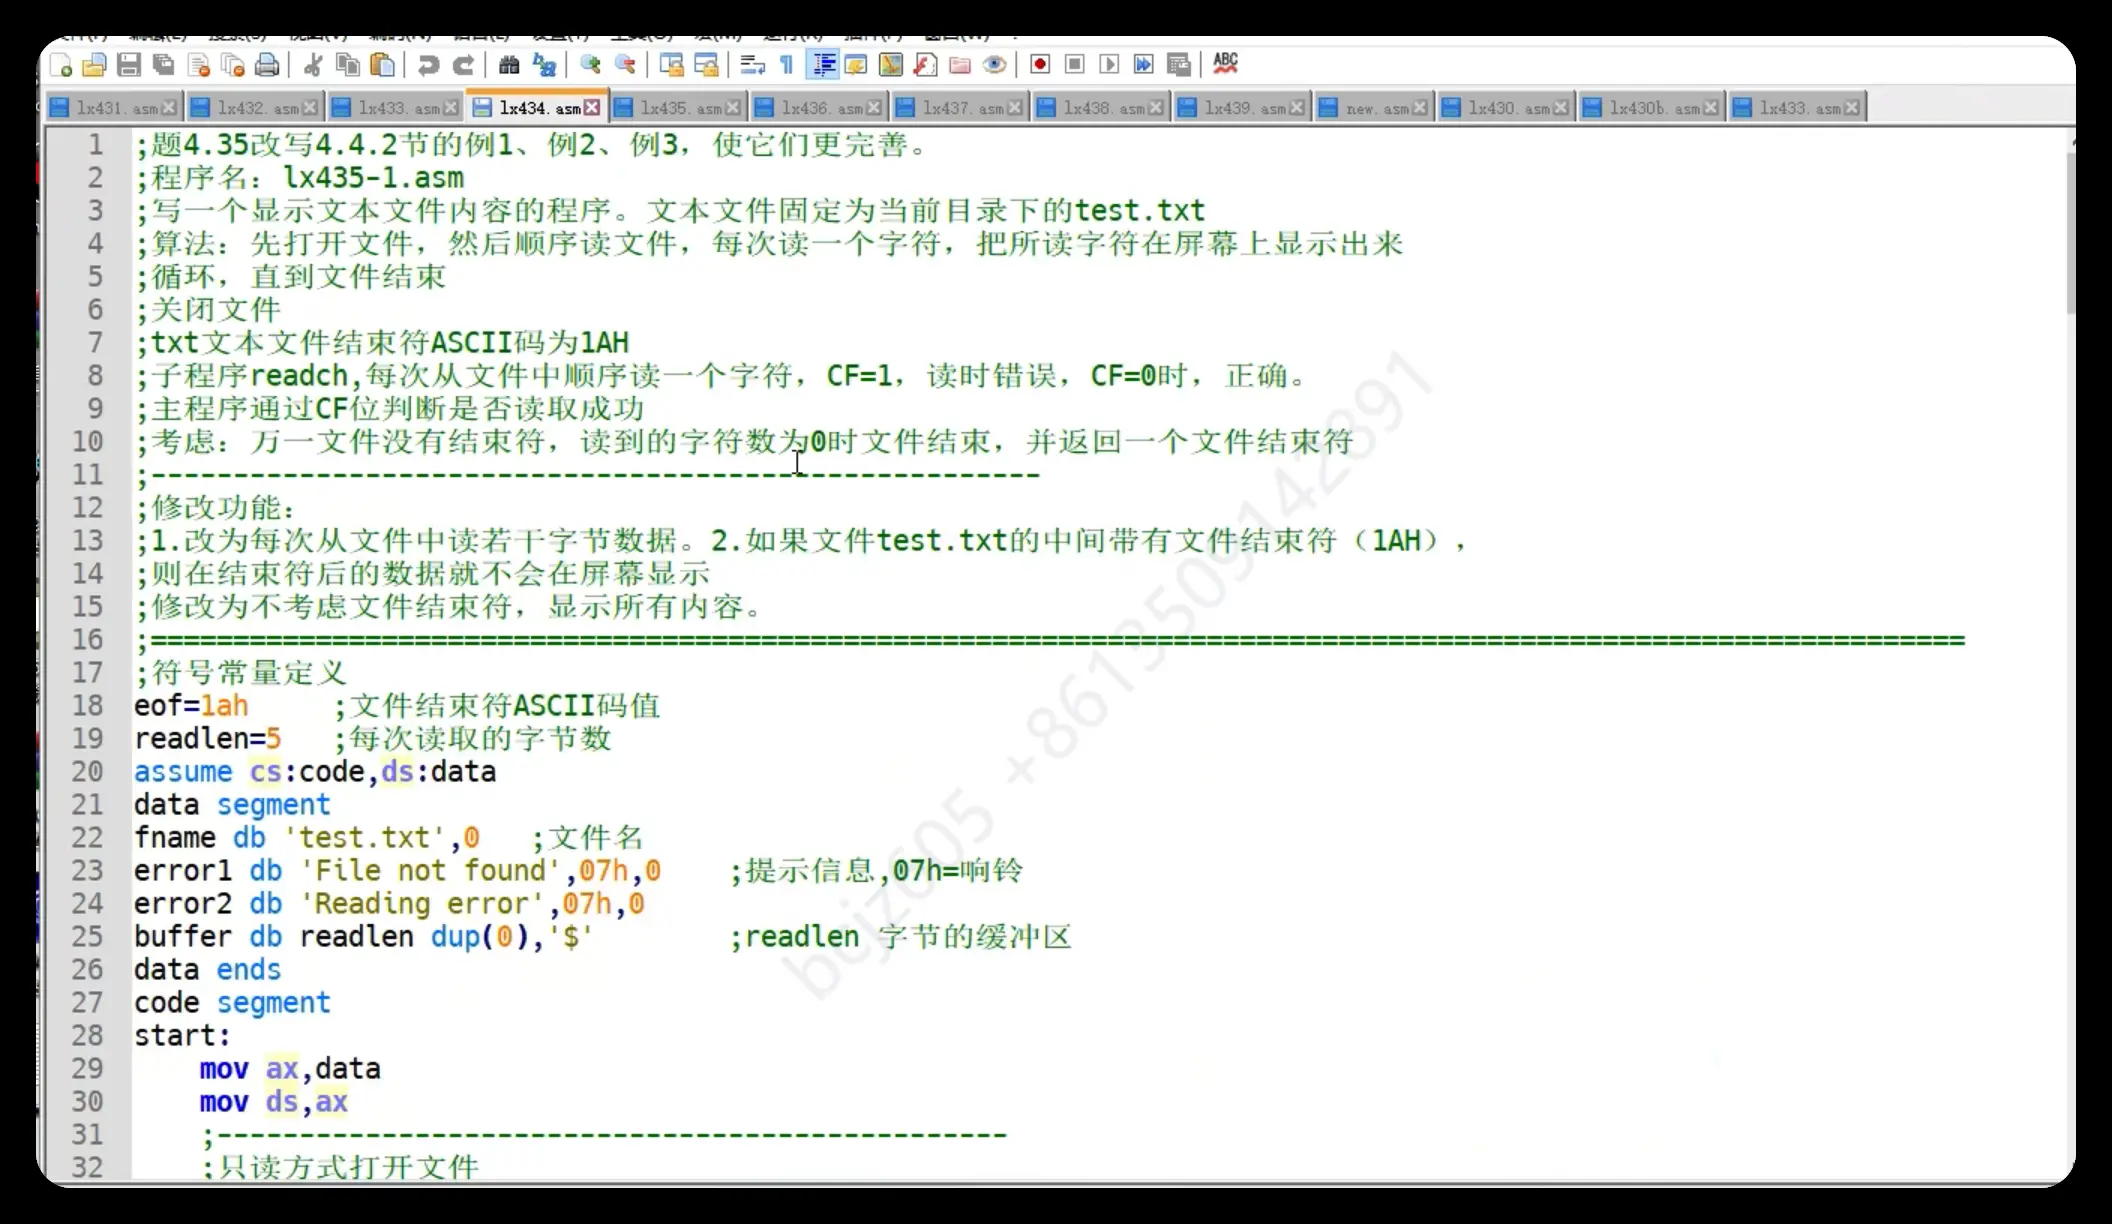 lx431.asm lx432.asm lx433.asm lx434.asm lx435.asm lx436.asm lx437.asm lx438.asm lx439.asm new.asm lx430.asm lx430b.asm lx433.asm
1 ;题4.35改写4.4.2节的例1、例2、例3，使它们更完善。
2 ;程序名：lx435-1.asm
3 ;写一个显示文本文件内容的程序。文本文件固定为当前目录下的test.txt
4 ;算法：先打开文件，然后顺序读文件，每次读一个字符，把所读字符在屏幕上显示出来
5 ;循环，直到文件结束
6 ;关闭文件
7 ;txt文本文件结束符ASCII码为1AH
8 ;子程序readch,每次从文件中顺序读一个字符，CF=1，读时错误，CF=0时，正确。
9 ;主程序通过CF位判断是否读取成功
10 ;考虑：万一文件没有结束符，读到的字符数为0时文件结束，并返回一个文件结束符
11 ;------------------------------------------------------
12 ;修改功能：
13 ;1.改为每次从文件中读若干字节数据。2.如果文件test.txt的中间带有文件结束符（1AH），
14 ;则在结束符后的数据就不会在屏幕显示
15 ;修改为不考虑文件结束符，显示所有内容。
16 ;==============================================================================================================
17 ;符号常量定义
18 eof=1ah ;文件结束符ASCII码值
19 readlen=5 ;每次读取的字节数
20 assume cs:code,ds:data
21 data segment
22 fname db 'test.txt',0 ;文件名
23 error1 db 'File not found',07h,0 ;提示信息,07h=响铃
24 error2 db 'Reading error',07h,0
25 buffer db readlen dup(0),'$' ;readlen 字节的缓冲区
26 data ends
27 code segment
28 start:
29 mov ax,data
30 mov ds,ax
31 ;------------------------------------------------
32 ;只读方式打开文件
bcjz605 +8613509142891